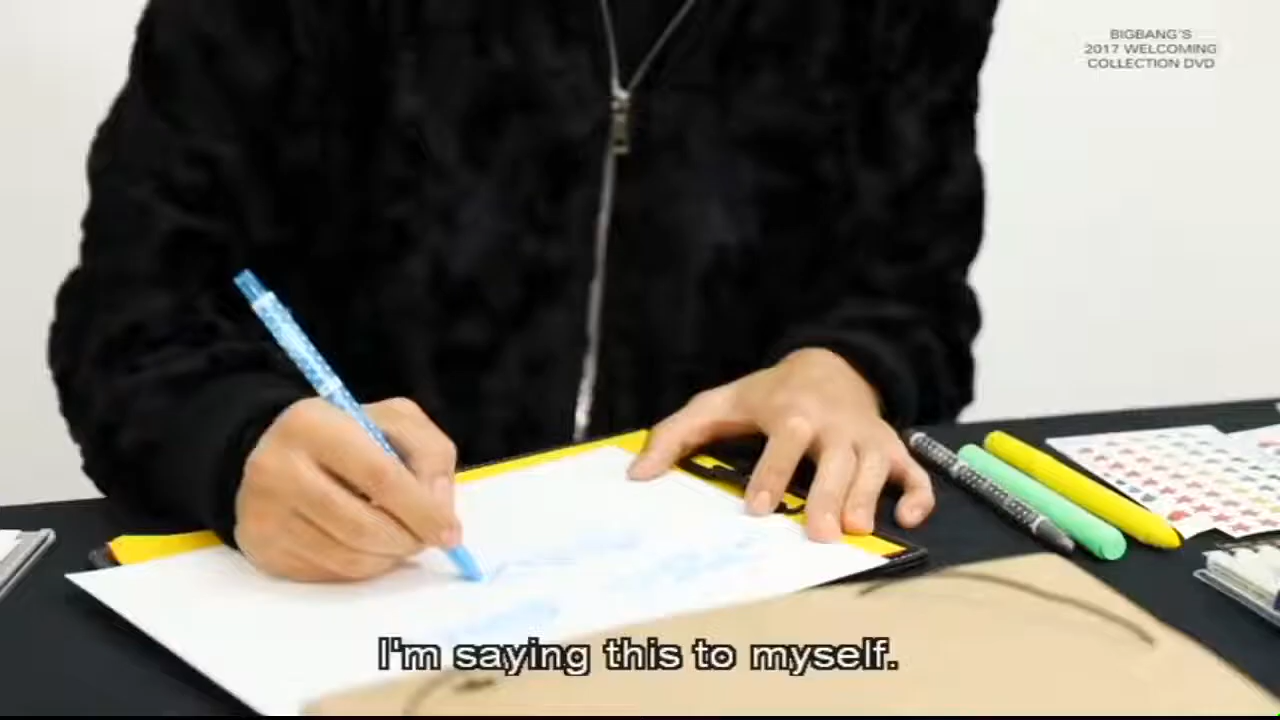 BIGBANG'S
2017 WELCOMING
COLLECTION DVD
I'm saying this to myself.